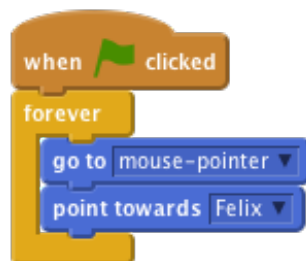 when clicked
forever
go to mouse-pointer
point towards Felix